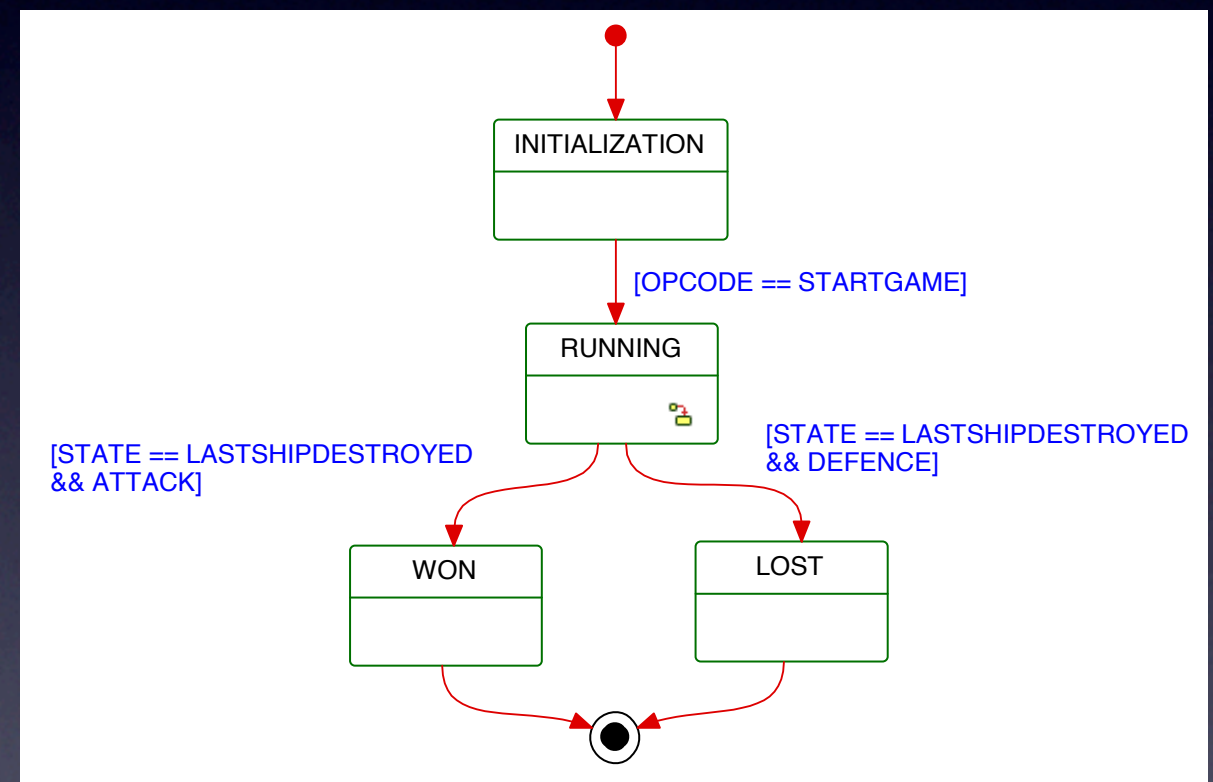 INITIALIZATION
[OPCODE == STARTGAME]
RUNNING
[STATE == LASTSHIPDESTROYED
&& ATTACK]
[STATE == LASTSHIPDESTROYED
&& DEFENCE]
WON
LOST